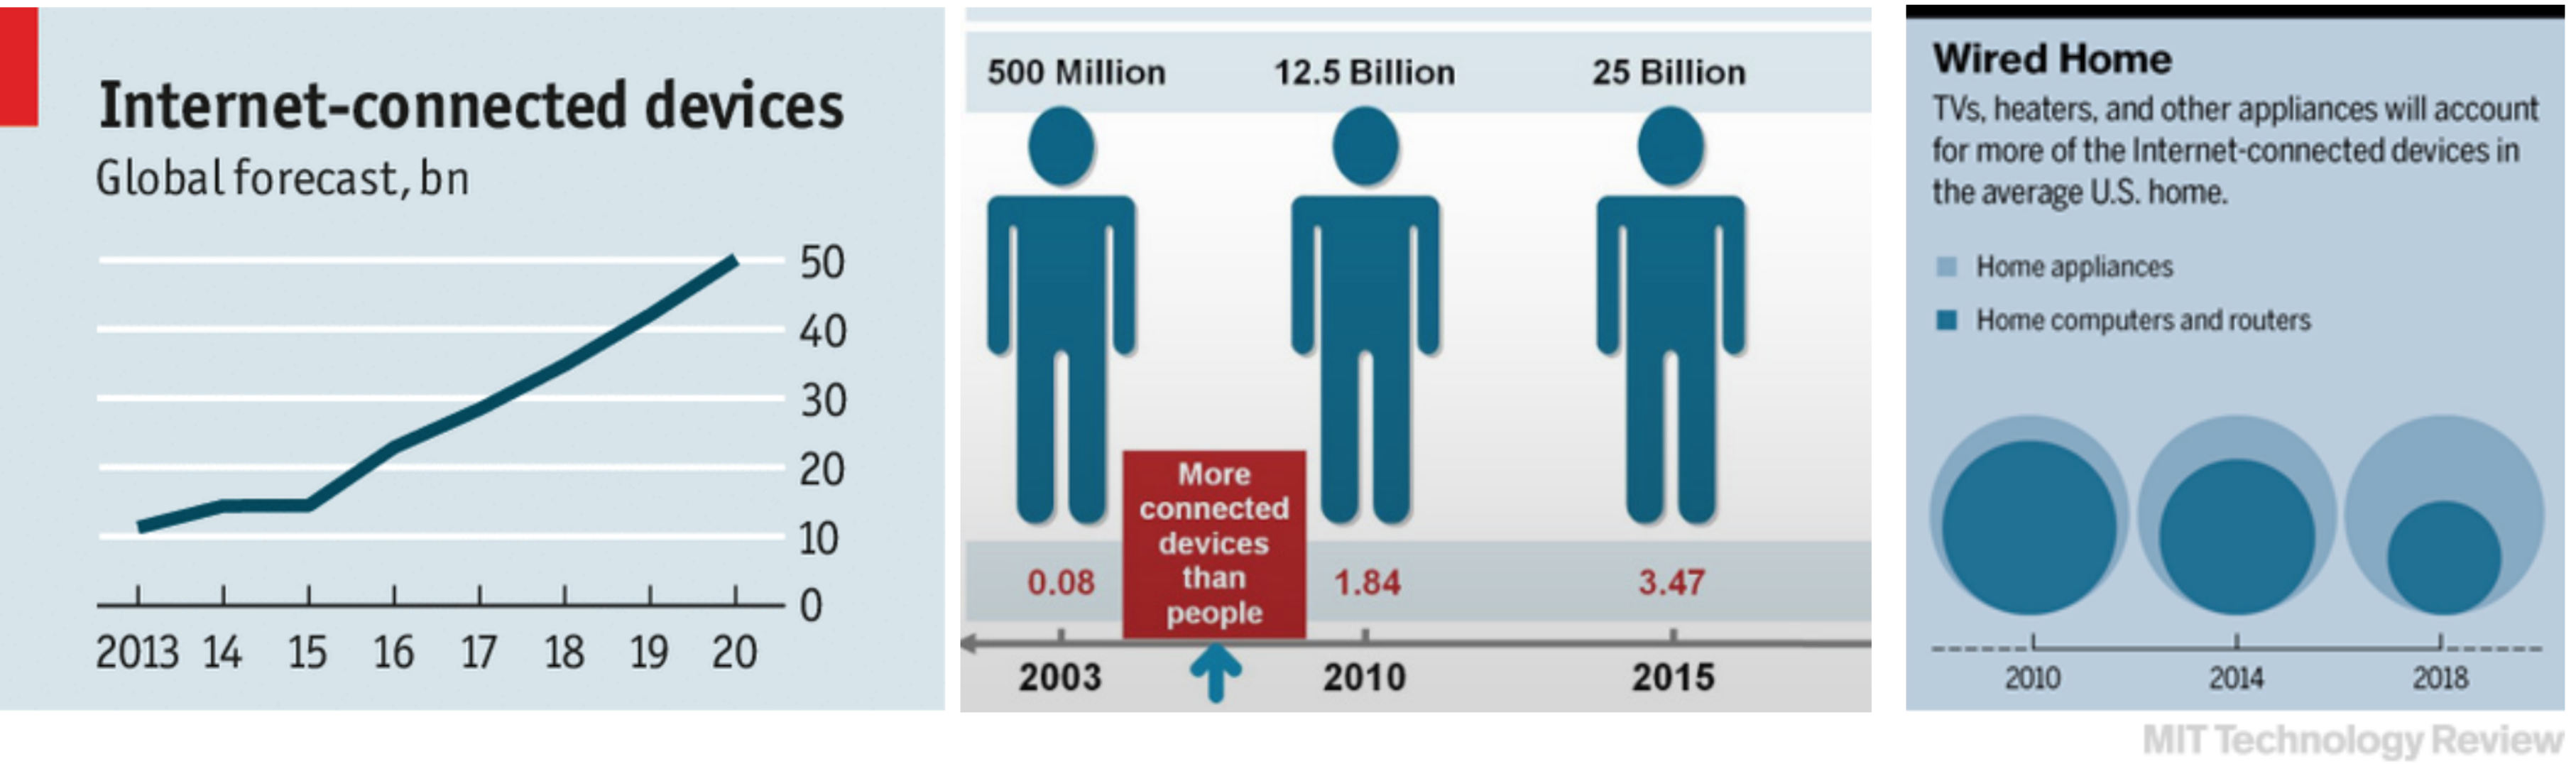 Internet-connected devices
Global forecast, bn
50
40
30
20
10
0
2013 14 15 16 17 18 19 20
500 Million 12.5 Billion 25 Billion
More
connected
devices
than
people
0.08 1.84 3.47
2003 2010 2015
Wired Home
TVs, heaters, and other appliances will account
for more of the Internet-connected devices in
the average U.S. home.
Home appliances
Home computers and routers
2010 2014 2018
MIT Technology Review